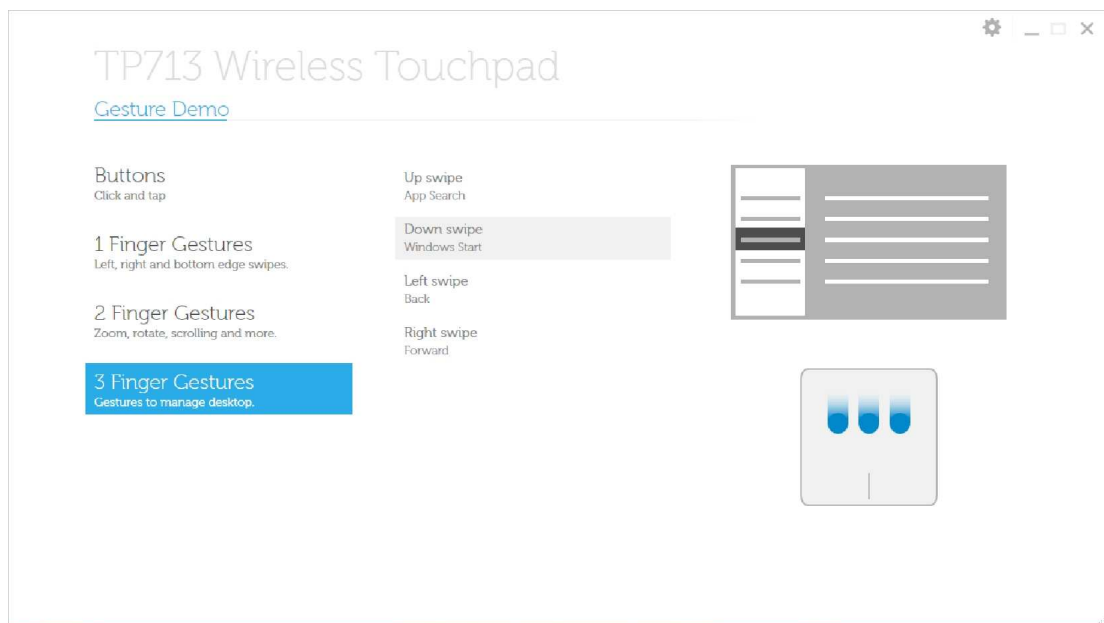 TP713 Wireless Touchpad
Gesture Demo
Buttons
Click and tap
1 Finger Gestures
Left, right and bottom edge swipes.
2 Finger Gestures
Zoom, rotate, scrolling and more.
3 Finger Gestures
Gestures to manage desktop.
Up swipe
App Search
Down swipe
Windows Start
Left swipe
Back
Right swipe
Forward